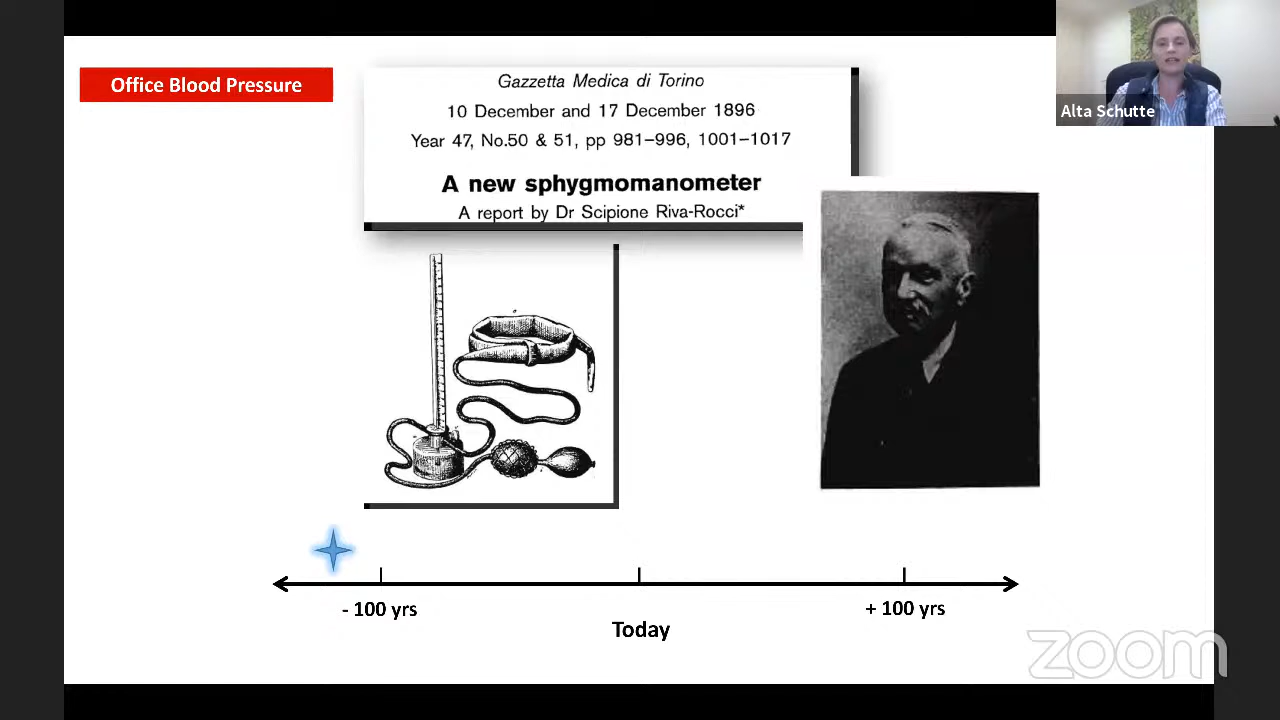 Office Blood Pressure
Gazzetta Medica di Torino
10 December and 17 December 1896
Year 47, No.50 & 51, pp 981–996, 1001–1017
A new sphygmomanometer
A report by Dr Scipione Riva-Rocci*
Alta Schutte
- 100 yrs
Today
+ 100 yrs
zoom